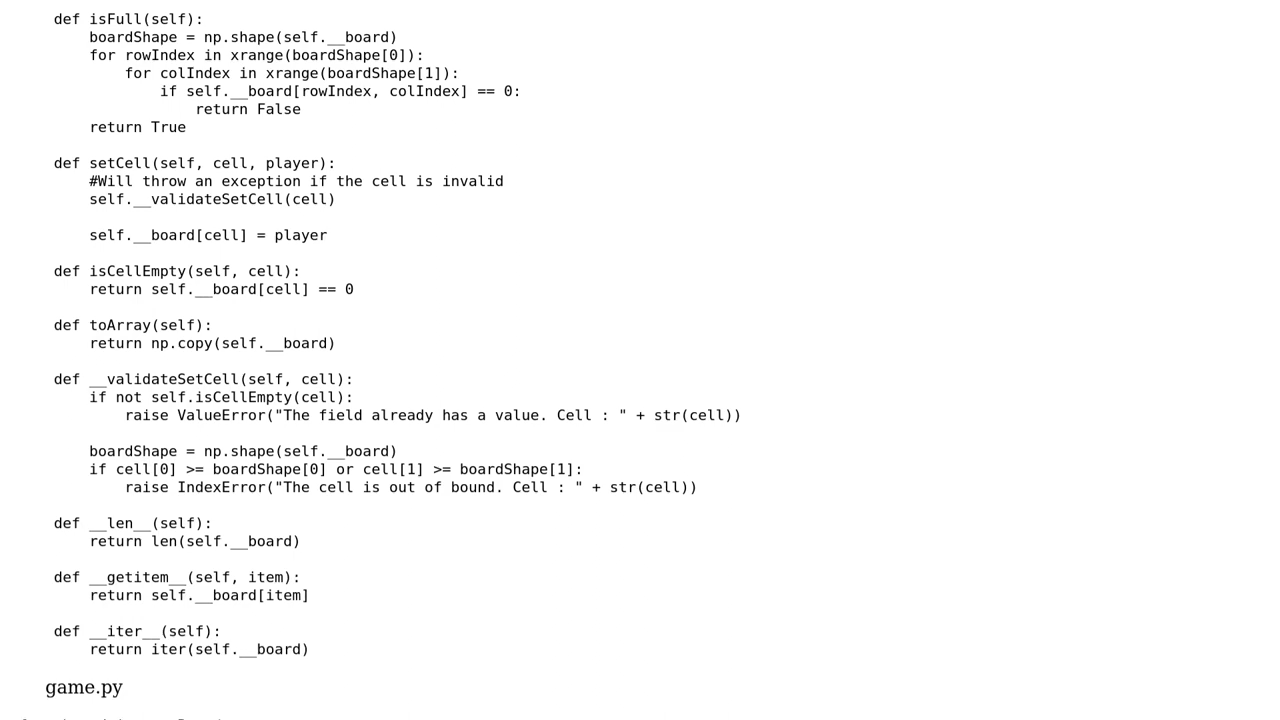 def isFull(self):
boardShape = np.shape(self.__board)
for rowIndex in xrange(boardShape[0]):
for colIndex in xrange(boardShape[1]):
if self.__board[rowIndex, colIndex] == 0:
return False
return True
def setCell(self, cell, player):
#Will throw an exception if the cell is invalid
self.__validateSetCell(cell)
self.__board[cell] = player
def isCellEmpty(self, cell):
return self.__board[cell] == 0
def toArray(self):
return np.copy(self.__board)
def __validateSetCell(self, cell):
if not self.isCellEmpty(cell):
raise ValueError("The field already has a value. Cell : " + str(cell))
boardShape = np.shape(self.__board)
if cell[0] >= boardShape[0] or cell[1] >= boardShape[1]:
raise IndexError("The cell is out of bound. Cell : " + str(cell))
def __len__(self):
return len(self.__board)
def __getitem__(self, item):
return self.__board[item]
def __iter__(self):
return iter(self.__board)
game.py